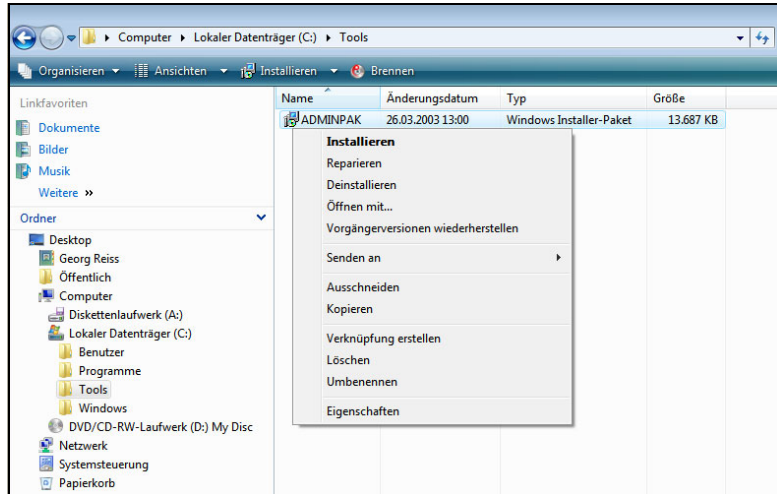 Computer Lokaler Datenträger (C:) Tools
Organisieren Ansichten Installieren Brennen
Linkfavoriten
Dokumente
Bilder
Musik
Weitere »
Ordner
Desktop
Georg Reiss
Öffentlich
Computer
Diskettenlaufwerk (A:)
Lokaler Datenträger (C:)
Benutzer
Programme
Tools
Windows
DVD/CD-RW-Laufwerk (D:) My Disc
Netzwerk
Systemsteuerung
Papierkorb
Name Änderungsdatum Typ Größe
ADMINPAK 26.03.2003 13:00 Windows Installer-Paket 13.687 KB
Installieren
Reparieren
Deinstallieren
Öffnen mit...
Vorgängerversionen wiederherstellen
Senden an
Ausschneiden
Kopieren
Verknüpfung erstellen
Löschen
Umbenennen
Eigenschaften